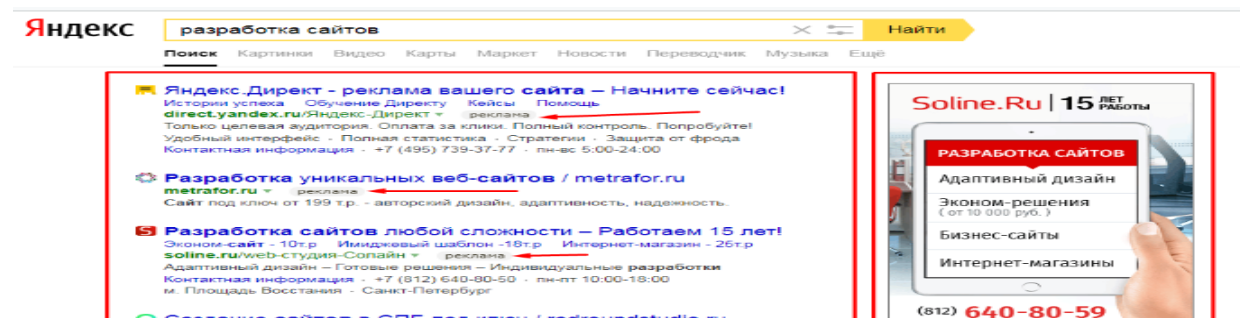 Яндекс
разработка сайтов
Найти
Поиск Картинки Видео Карты Маркет Новости Переводчик Музыка Ещё
Яндекс.Директ - реклама вашего сайта – Начните сейчас!
Истории успеха Обучение Директу Кейсы Помощь
direct.yandex.ru/Яндекс-Директ реклама
Только целевая аудитория. Оплата за клики. Полный контроль. Попробуйте!
Удобный интерфейс · Полная статистика · Стратегии · Защита от фрода
Контактная информация · +7 (495) 739-37-77 · пн-вс 5:00-24:00
Разработка уникальных веб-сайтов / metrafor.ru
metrafor.ru реклама
Сайт под ключ от 199 т.р. - авторский дизайн, адаптивность, надежность.
Разработка сайтов любой сложности – Работаем 15 лет!
Эконом-сайт - 10т.р Имиджевый шаблон -18т.р Интернет-магазин - 26т.р
soline.ru/web-студия-Солайн реклама
Адаптивный дизайн – Готовые решения – Индивидуальные разработки
Контактная информация · +7 (812) 640-80-50 · пн-пт 10:00-18:00
м. Площадь Восстания · Санкт-Петербург
Soline.Ru | 15 ЛЕТ РАБОТЫ
РАЗРАБОТКА САЙТОВ
Адаптивный дизайн
Эконом-решения
( от 10 000 руб. )
Бизнес-сайты
Интернет-магазины
(812) 640-80-59